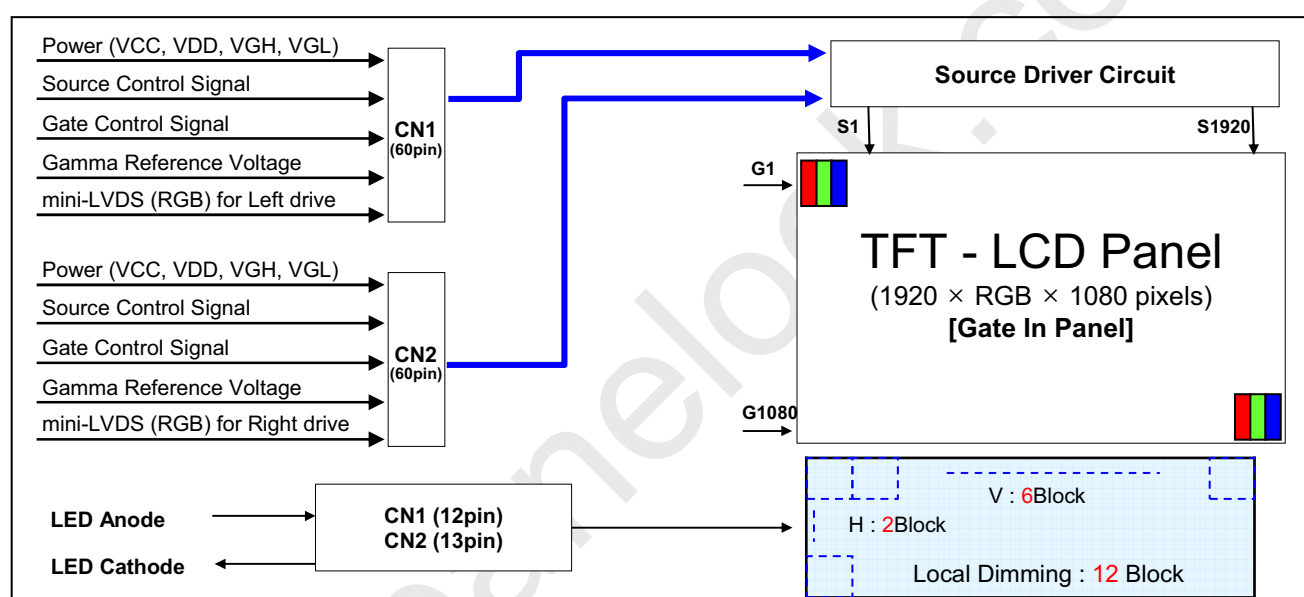 Power (VCC, VDD, VGH, VGL)
Source Control Signal
Gate Control Signal
Gamma Reference Voltage
mini-LVDS (RGB) for Left drive
CN1
(60pin)
Power (VCC, VDD, VGH, VGL)
Source Control Signal
Gate Control Signal
Gamma Reference Voltage
mini-LVDS (RGB) for Right drive
CN2
(60pin)
Source Driver Circuit
S1
S1920
G1
G1080
TFT - LCD Panel
(1920 × RGB × 1080 pixels)
[Gate In Panel]
LED Anode
LED Cathode
CN1 (12pin)
CN2 (13pin)
V : 6Block
H : 2Block
Local Dimming : 12 Block